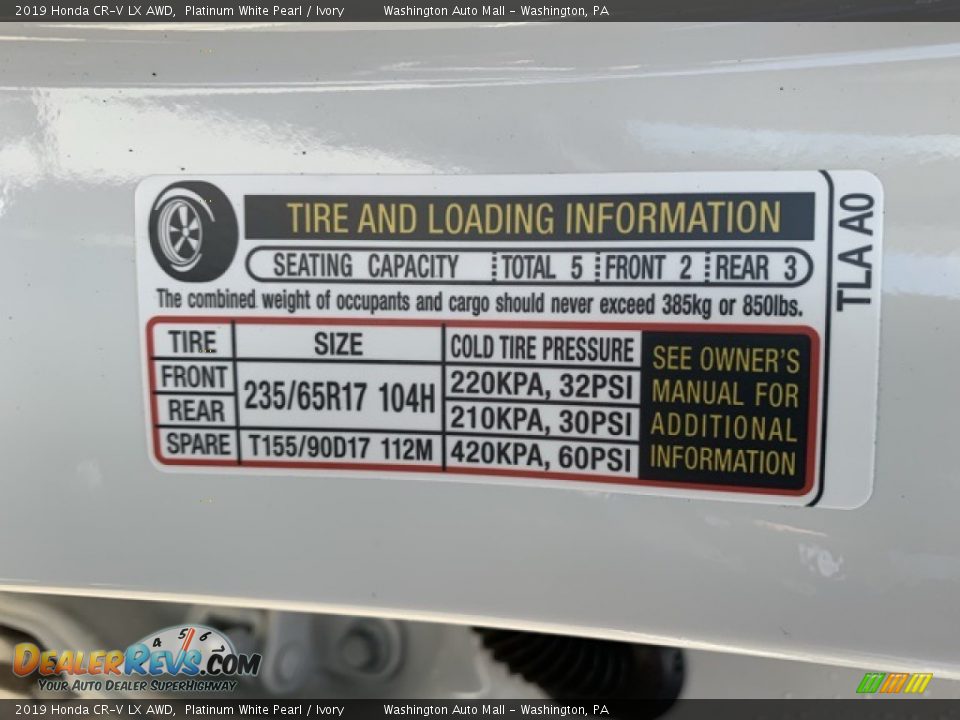 2019 Honda CR-V LX AWD, Platinum White Pearl / Ivory Washington Auto Mall - Washington, PA
TIRE AND LOADING INFORMATION
SEATING CAPACITY TOTAL 5 FRONT 2 REAR 3
The combined weight of occupants and cargo should never exceed 385kg or 850lbs.
TIRE SIZE COLD TIRE PRESSURE
FRONT 235/65R17 104H 220KPA, 32PSI
REAR 210KPA, 30PSI
SPARE T155/90D17 112M 420KPA, 60PSI
SEE OWNER'S
MANUAL FOR
ADDITIONAL
INFORMATION
TLA A0
4 5 6 7
DEALERREVS.COM
YOUR AUTO DEALER SUPERHIGHWAY
2019 Honda CR-V LX AWD, Platinum White Pearl / Ivory Washington Auto Mall - Washington, PA